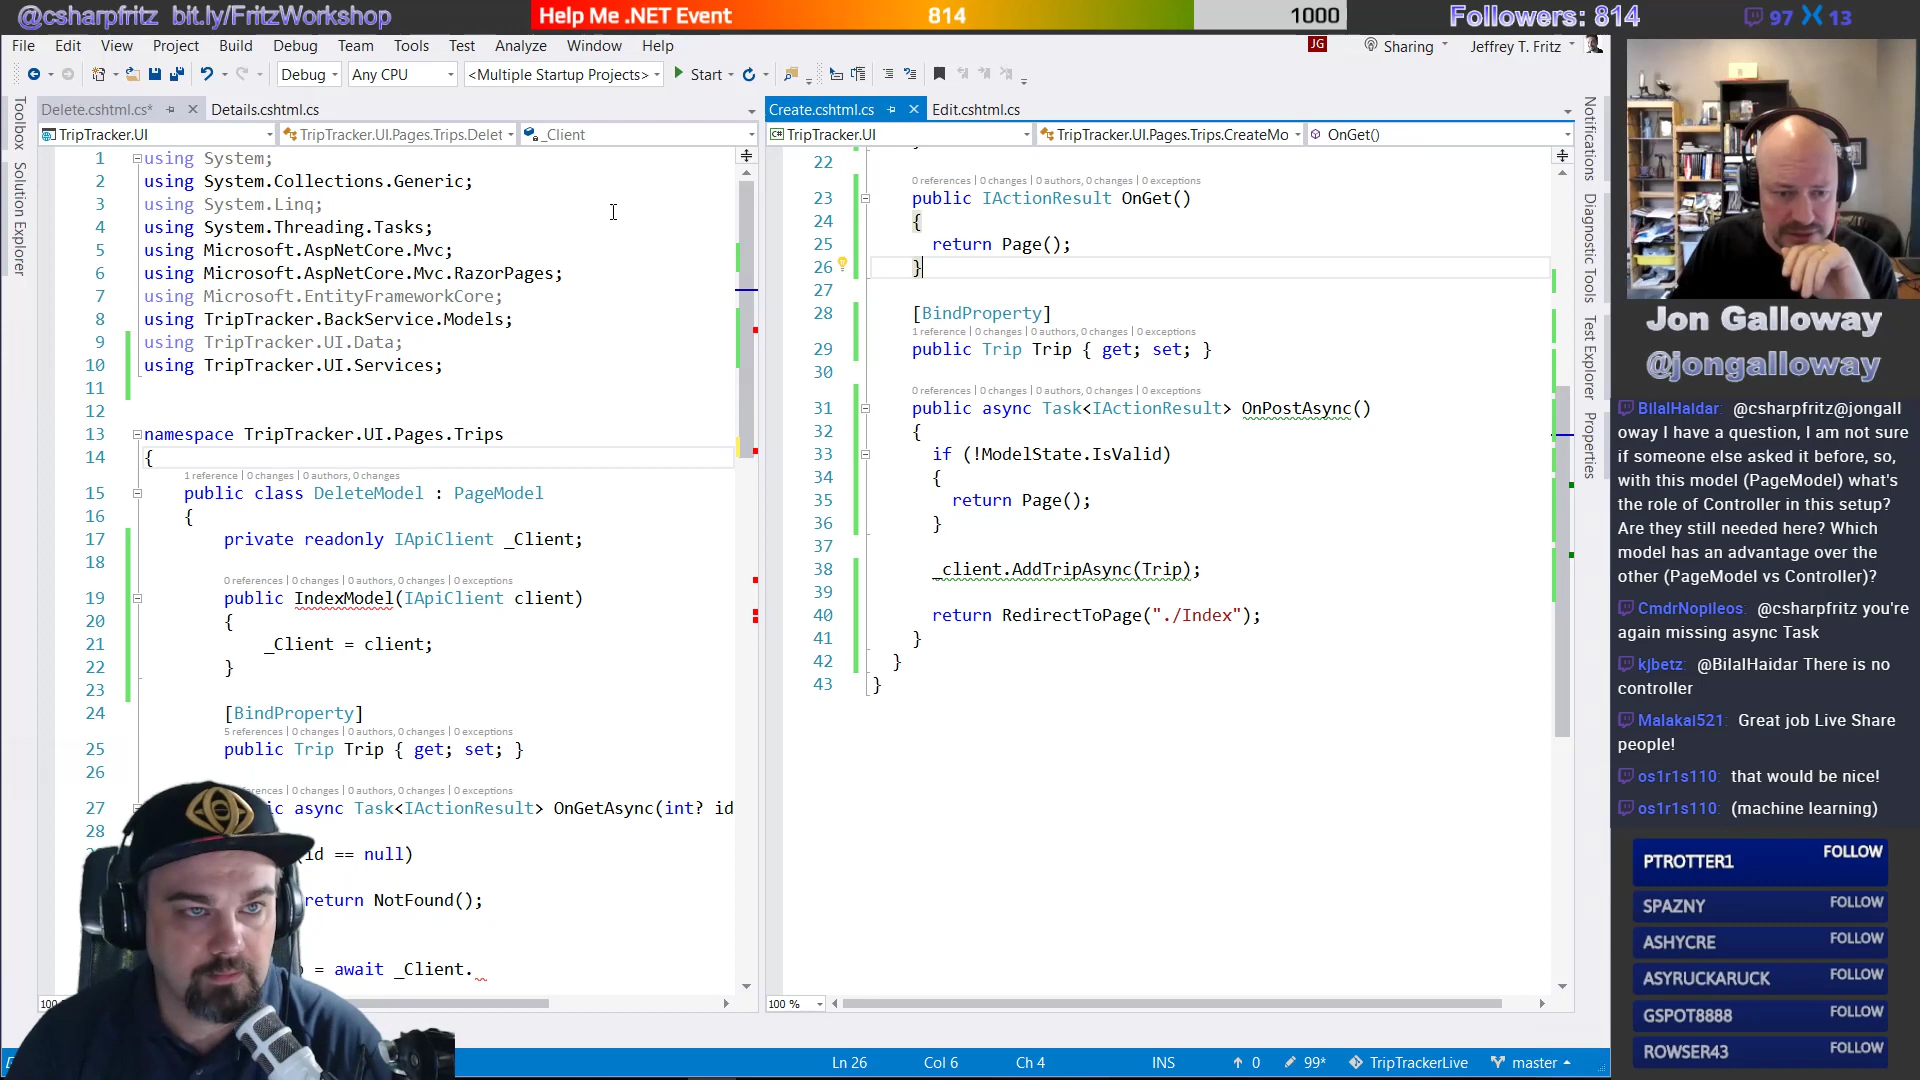 @csharpfritz bit.ly/FritzWorkshop
Help Me .NET Event 814 1000
Followers: 814 97 13
File Edit View Project Build Debug Team Tools Test Analyze Window Help
JG Sharing Jeffrey T. Fritz
Debug Any CPU <Multiple Startup Projects> Start
Toolbox
Solution Explorer
Delete.cshtml.cs* Details.cshtml.cs
TripTracker.UI TripTracker.UI.Pages.Trips.Delet _Client
1 using System;
2 using System.Collections.Generic;
3 using System.Linq;
4 using System.Threading.Tasks;
5 using Microsoft.AspNetCore.Mvc;
6 using Microsoft.AspNetCore.Mvc.RazorPages;
7 using Microsoft.EntityFrameworkCore;
8 using TripTracker.BackService.Models;
9 using TripTracker.UI.Data;
10 using TripTracker.UI.Services;
11
12
13 namespace TripTracker.UI.Pages.Trips
14 {
1 reference | 0 changes | 0 authors, 0 changes
15 public class DeleteModel : PageModel
16 {
17 private readonly IApiClient _Client;
18
0 references | 0 changes | 0 authors, 0 changes | 0 exceptions
19 public IndexModel(IApiClient client)
20 {
21 _Client = client;
22 }
23
24 [BindProperty]
5 references | 0 changes | 0 authors, 0 changes | 0 exceptions
25 public Trip Trip { get; set; }
26
erences | 0 changes | 0 authors, 0 changes | 0 exceptions
27 c async Task<IActionResult> OnGetAsync(int? id
28
(id == null)
return NotFound();
= await _Client.
Create.cshtml.cs Edit.cshtml.cs
TripTracker.UI TripTracker.UI.Pages.Trips.CreateMo OnGet()
22
0 references | 0 changes | 0 authors, 0 changes | 0 exceptions
23 public IActionResult OnGet()
24 {
25 return Page();
26 }
27
28 [BindProperty]
1 reference | 0 changes | 0 authors, 0 changes | 0 exceptions
29 public Trip Trip { get; set; }
30
0 references | 0 changes | 0 authors, 0 changes | 0 exceptions
31 public async Task<IActionResult> OnPostAsync()
32 {
33 if (!ModelState.IsValid)
34 {
35 return Page();
36 }
37
38 _client.AddTripAsync(Trip);
39
40 return RedirectToPage("./Index");
41 }
42 }
43 }
100 %
Notifications
Diagnostic Tools
Test Explorer
Properties
Jon Galloway
@jongalloway
BilalHaidar: @csharpfritz@jongall
oway I have a question, I am not sure
if someone else asked it before, so,
with this model (PageModel) what's
the role of Controller in this setup?
Are they still needed here? Which
model has an advantage over the
other (PageModel vs Controller)?
CmdrNopileos: @csharpfritz you're
again missing async Task
kjbetz: @BilalHaidar There is no
controller
Malakai521: Great job Live Share
people!
os1r1s110: that would be nice!
os1r1s110: (machine learning)
PTROTTER1 FOLLOW
SPAZNY FOLLOW
ASHYCRE FOLLOW
ASYRUCKARUCK FOLLOW
GSPOT8888 FOLLOW
ROWSER43 FOLLOW
Ln 26 Col 6 Ch 4 INS 0 99* TripTrackerLive master